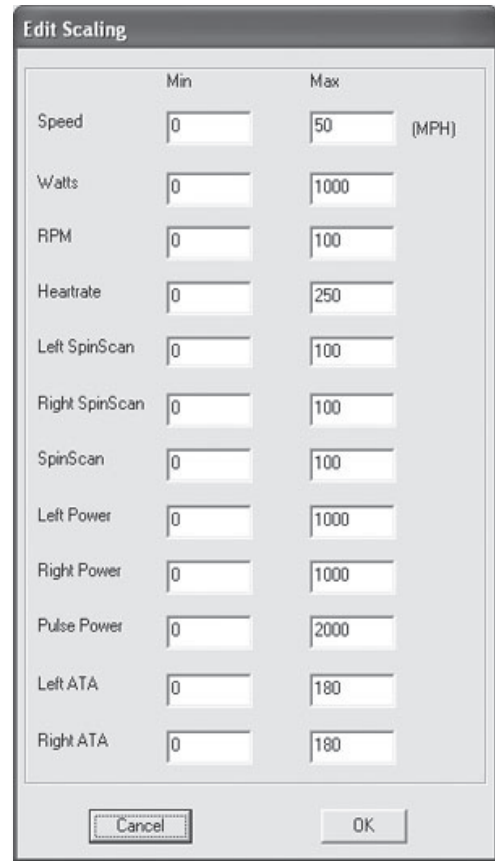 Edit Scaling
Min Max
Speed 0 50 (MPH)
Watts 0 1000
RPM 0 100
Heartrate 0 250
Left SpinScan 0 100
Right SpinScan 0 100
SpinScan 0 100
Left Power 0 1000
Right Power 0 1000
Pulse Power 0 2000
Left ATA 0 180
Right ATA 0 180
Cancel OK